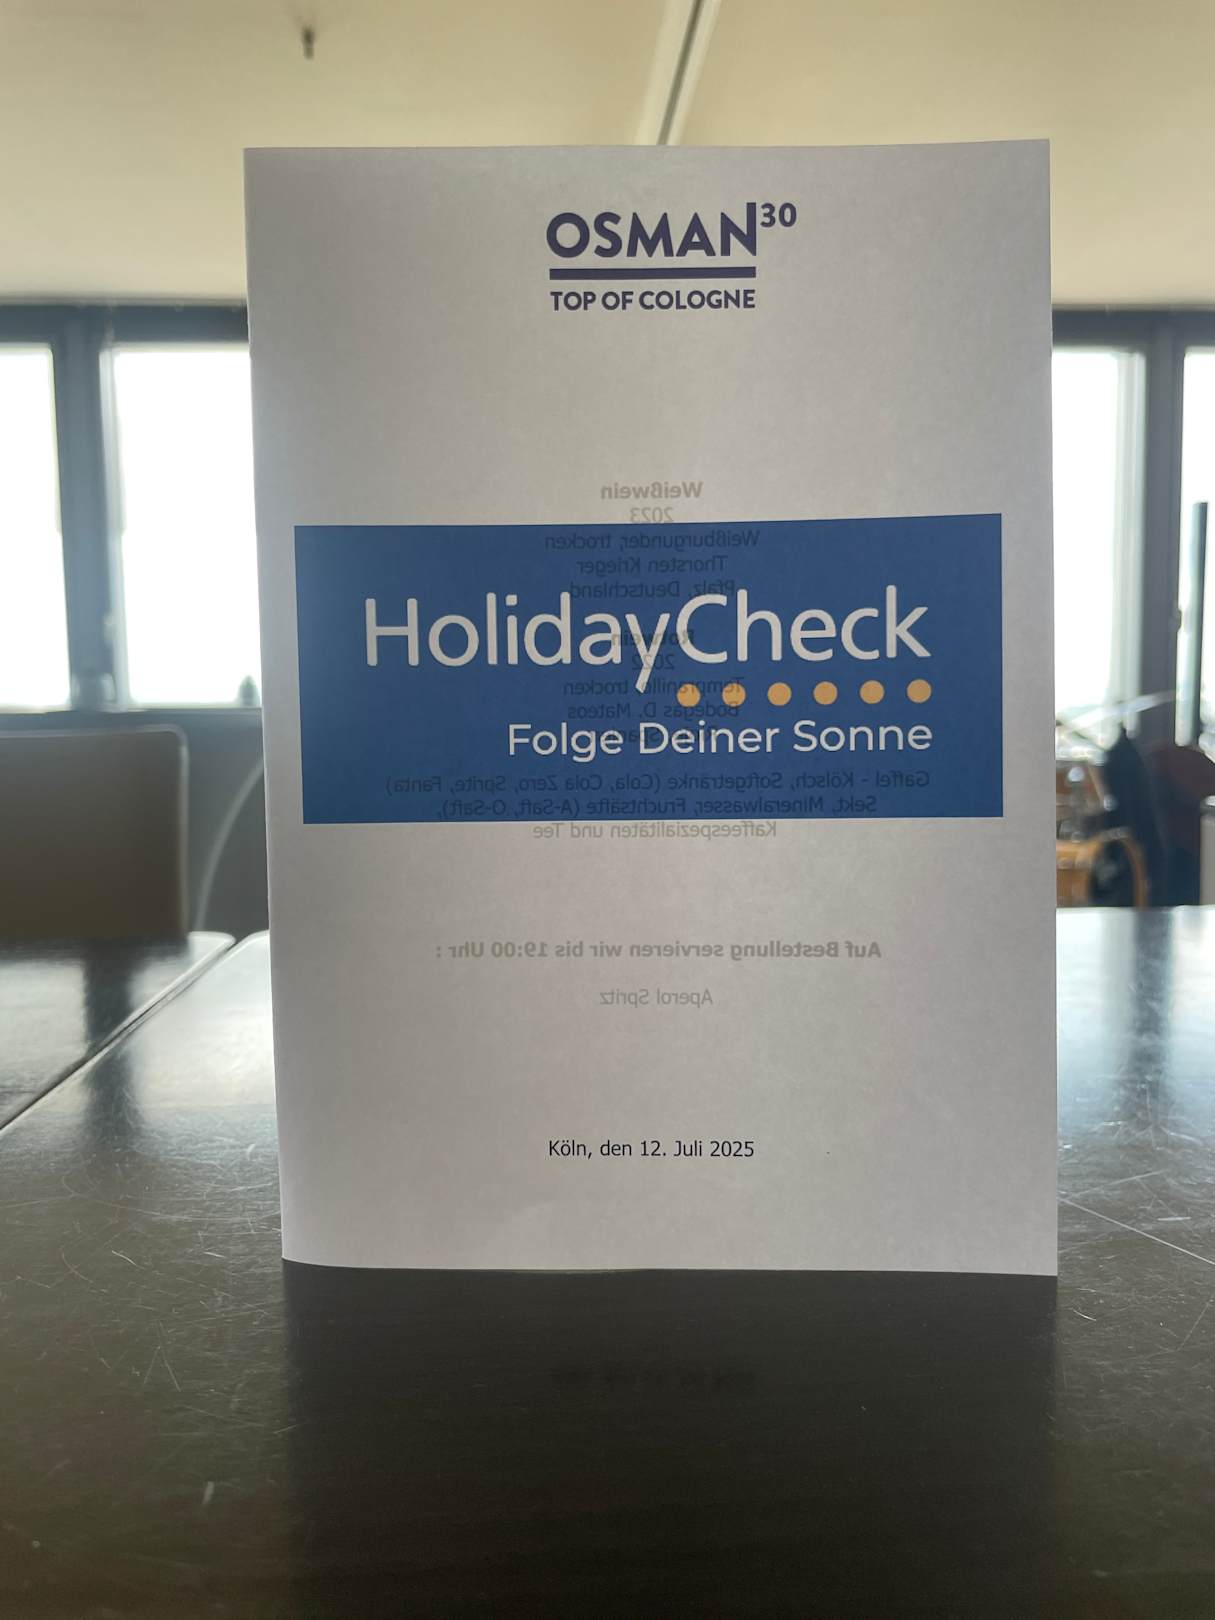 OSMAN30
TOP OF COLOGNE
Weißwein
2023
Weißburgunder, trocken
Thorsten Krieger
Pfalz, Deutschland
HolidayCheck
Rotwein
2022
Tempranillo, trocken
Bodegas D. Mateos
Folge Deiner Sonne
Gaffel - Kölsch, Softgetränke (Cola, Cola Zero, Sprite, Fanta)
Sekt, Mineralwasser, Fruchtsäfte (A-Saft, O-Saft),
Kaffeespezialitäten und Tee
Auf Bestellung servieren wir bis 19:00 Uhr :
Aperol Spritz
Köln, den 12. Juli 2025